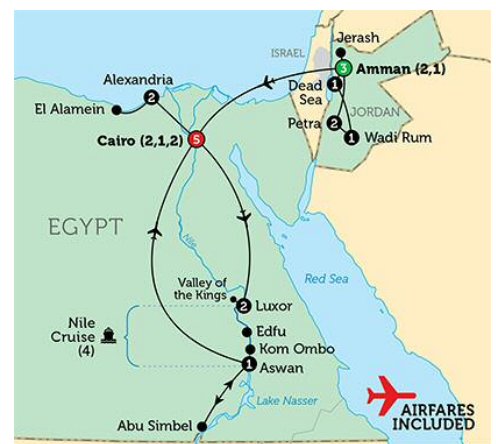 Jerash
ISRAEL
3
Amman (2,1)
Alexandria
1
Dead
Sea
2
El Alamein
JORDAN
Petra
2
Cairo (2,1,2)
5
1
Wadi Rum
EGYPT
Nile
Red Sea
Valley of
the Kings
2
Luxor
Nile
Cruise
(4)
Edfu
Kom Ombo
1
Aswan
Lake Nasser
Abu Simbel
AIRFARES
INCLUDED